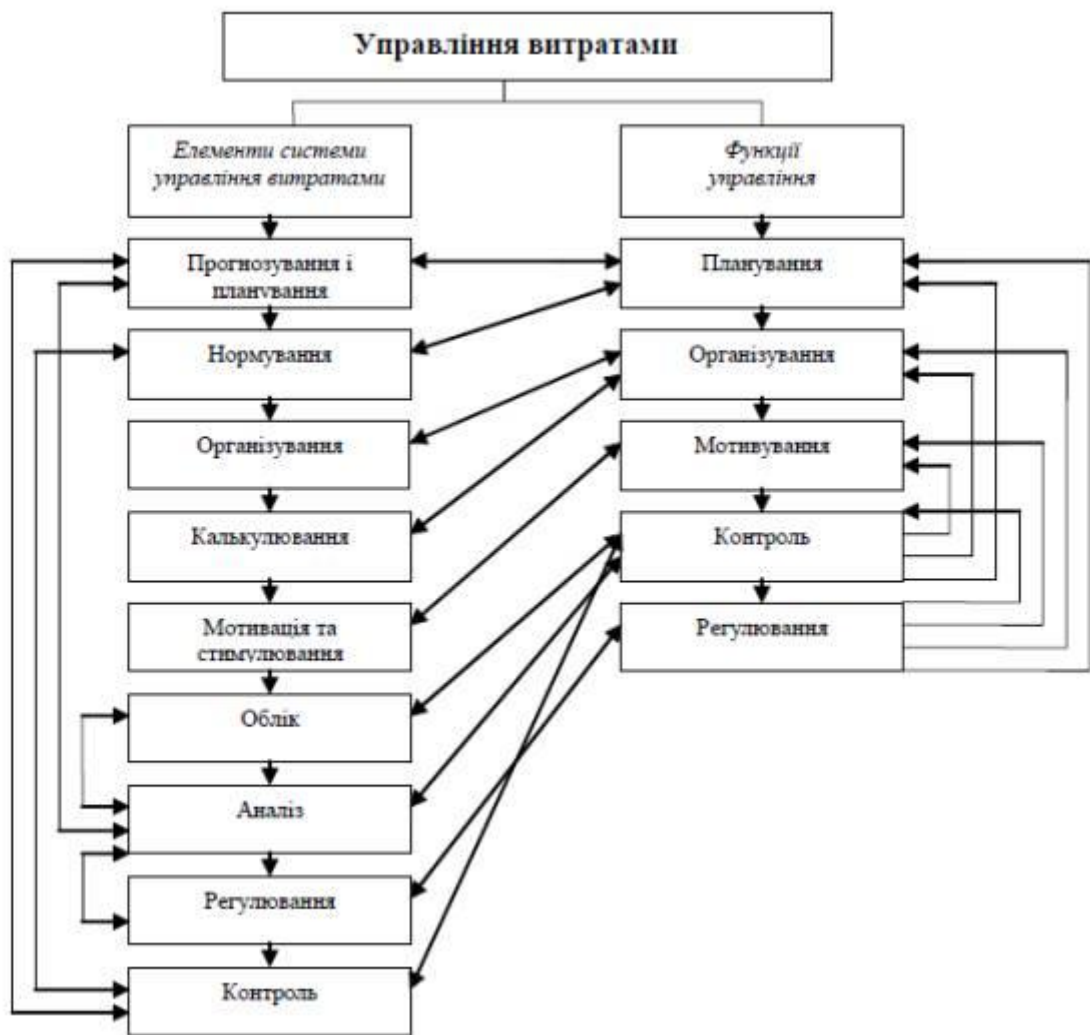 Управління витратами
Елементи системи
управління витратами
Функції
управління
Прогнозування і
планування
Планування
Нормування
Організування
Організування
Мотивування
Калькулювання
Контроль
Мотивація та
стимулювання
Регулювання
Облік
Аналіз
Регулювання
Контроль